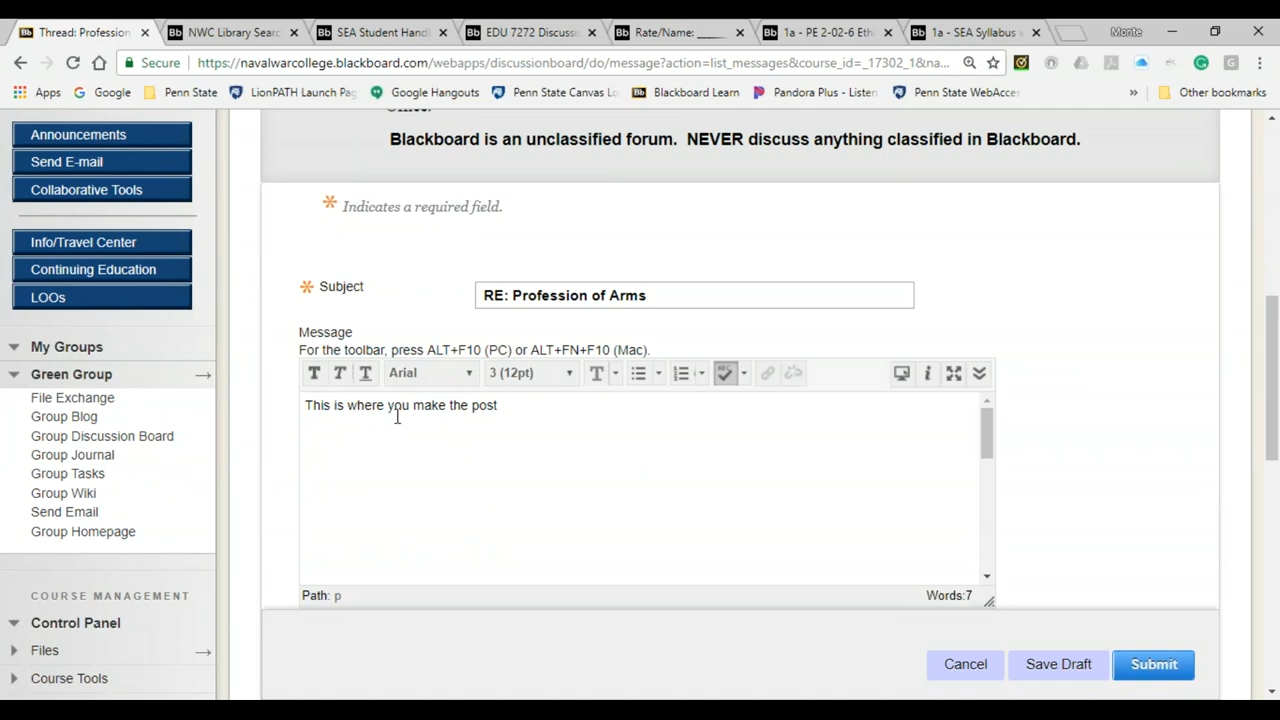 Thread: Profession
NWC Library Searc
SEA Student Handl
EDU 7272 Discuss
Rate/Name: _____
1a - PE 2-02-6 Eth
1a - SEA Syllabus
Monte
Secure
https://navalwarcollege.blackboard.com/webapps/discussionboard/do/message?action=list_messages&course_id=_17302_1&na...
Apps
Google
Penn State
LionPATH Launch Pag
Google Hangouts
Penn State Canvas Lo
Blackboard Learn
Pandora Plus - Listen
Penn State WebAcces
»
Other bookmarks
Blackboard is an unclassified forum.  NEVER discuss anything classified in Blackboard.
Announcements
Send E-mail
Collaborative Tools
Info/Travel Center
Continuing Education
LOOs
My Groups
Green Group
File Exchange
Group Blog
Group Discussion Board
Group Journal
Group Tasks
Group Wiki
Send Email
Group Homepage
COURSE MANAGEMENT
Control Panel
Files
Course Tools
Indicates a required field.
Subject
RE: Profession of Arms
Message
For the toolbar, press ALT+F10 (PC) or ALT+FN+F10 (Mac).
T T T Arial 3 (12pt) T
This is where you make the post
Path: p
Words:7
Cancel
Save Draft
Submit